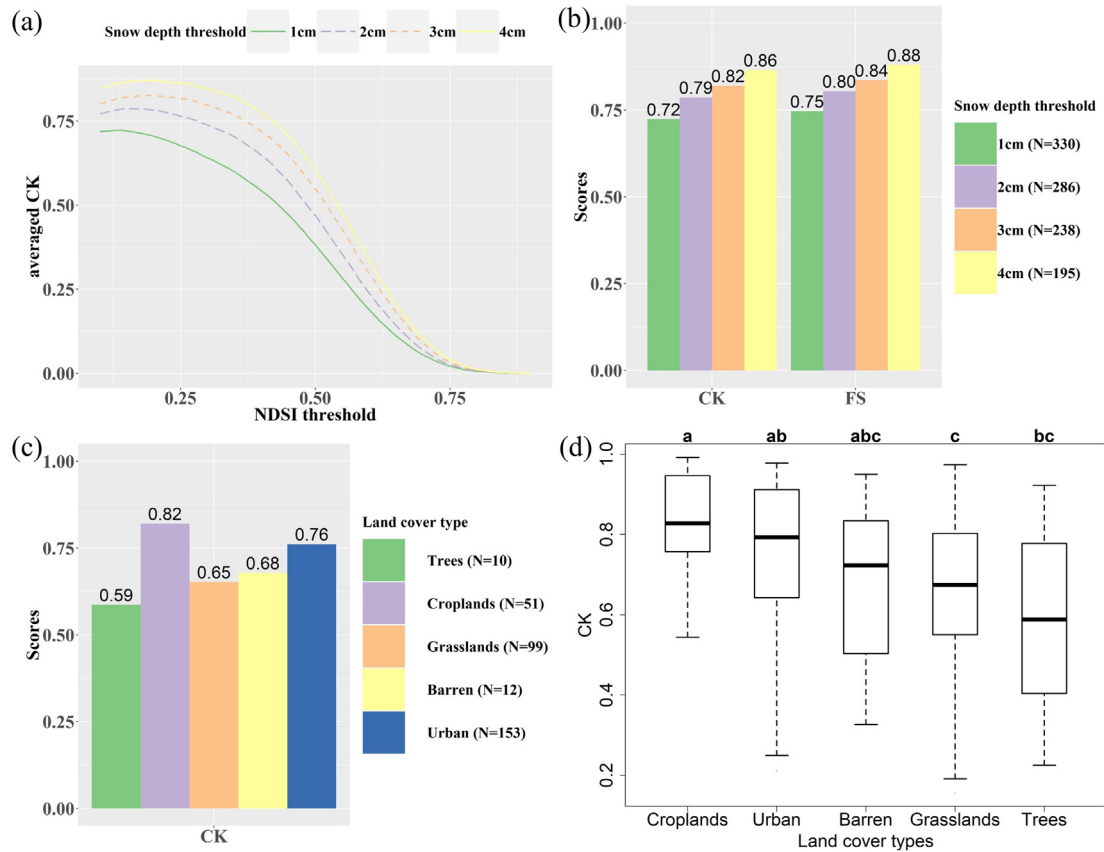 (a)
Snow depth threshold 1cm 2cm 3cm 4cm
0.75
0.50
0.25
0.00
averaged CK
0.25 0.50 0.75
NDSI threshold
(b)
1.00
0.75
0.50
0.25
0.00
Scores
0.72 0.79 0.82 0.86 0.75 0.80 0.84 0.88
CK FS
Snow depth threshold
1cm (N=330)
2cm (N=286)
3cm (N=238)
4cm (N=195)
(c)
1.00
0.75
0.50
0.25
0.00
Scores
0.59 0.82 0.65 0.68 0.76
CK
Land cover type
Trees (N=10)
Croplands (N=51)
Grasslands (N=99)
Barren (N=12)
Urban (N=153)
(d)
a ab abc c bc
1.0
0.8
0.6
0.4
0.2
CK
Croplands Urban Barren Grasslands Trees
Land cover types